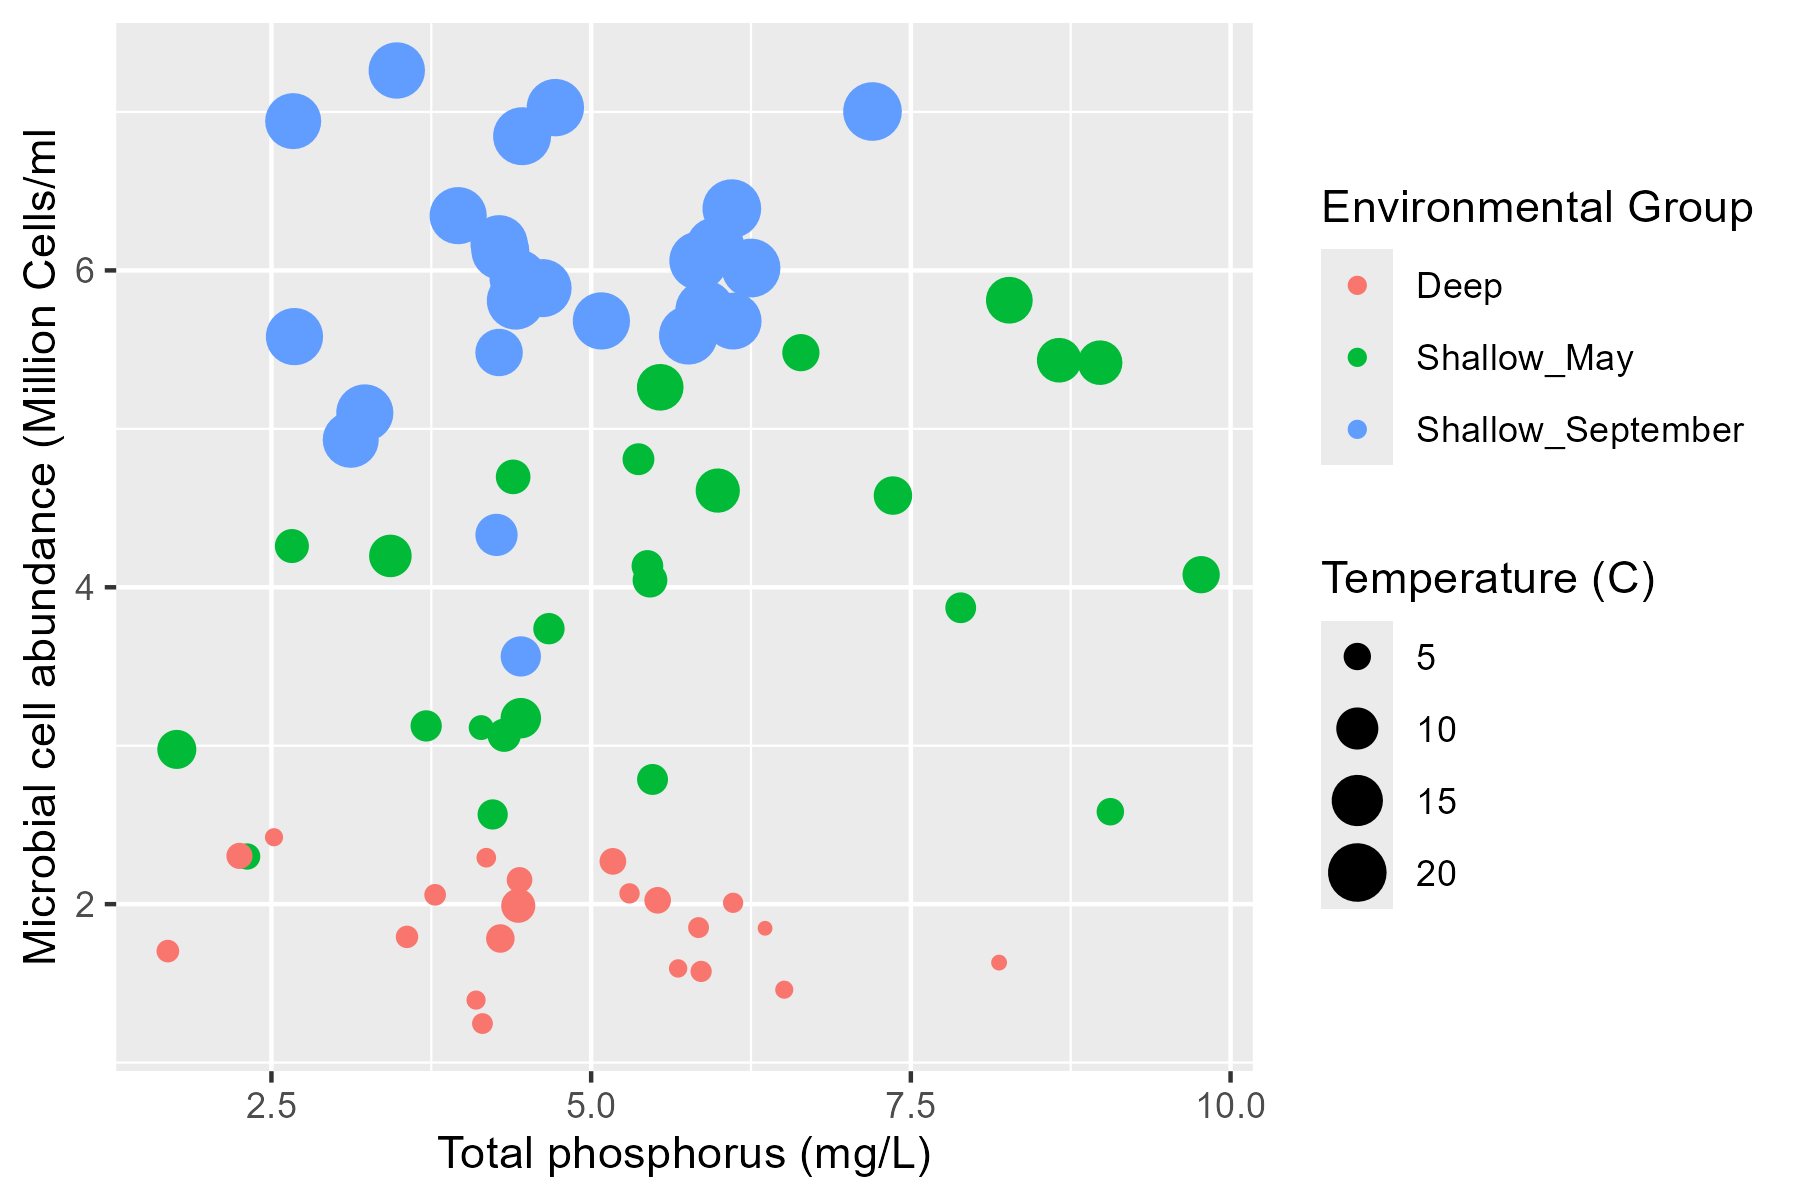 Microbial cell abundance (Million Cells/ml
6
4
2
2.5 5.0 7.5 10.0
Total phosphorus (mg/L)
Environmental Group
Deep
Shallow_May
Shallow_September
Temperature (C)
5
10
15
20